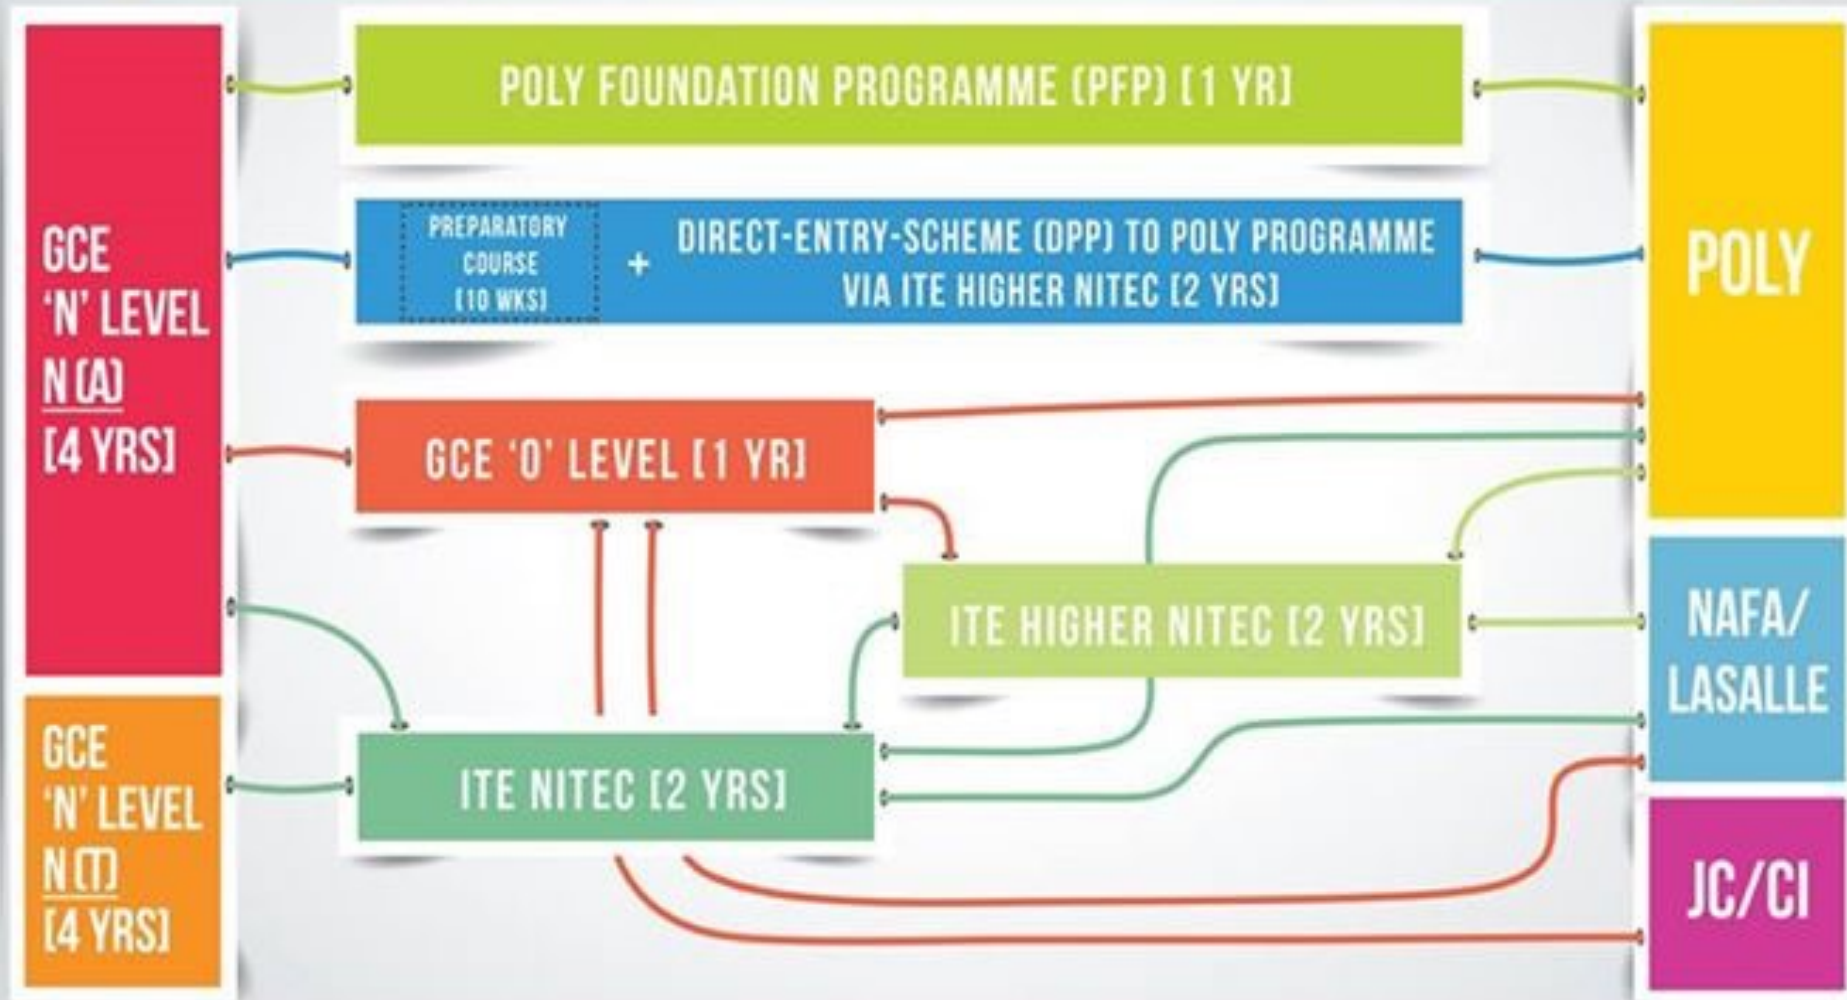 GCE
‘N’ LEVEL
N (A)
[4 YRS]
GCE
‘N’ LEVEL
N (T)
[4 YRS]
POLY FOUNDATION PROGRAMME (PFP) [1 YR]
PREPARATORY
COURSE
[10 WKS]
+
DIRECT-ENTRY-SCHEME (DPP) TO POLY PROGRAMME
VIA ITE HIGHER NITEC [2 YRS]
GCE ‘O’ LEVEL [1 YR]
ITE HIGHER NITEC [2 YRS]
ITE NITEC [2 YRS]
POLY
NAFA/
LASALLE
JC/CI